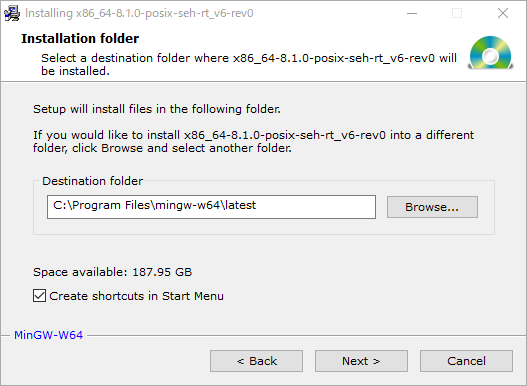 Installing x86_64-8.1.0-posix-seh-rt_v6-rev0
Installation folder
Select a destination folder where x86_64-8.1.0-posix-seh-rt_v6-rev0 will
be installed.
Setup will install files in the following folder.
If you would like to install x86_64-8.1.0-posix-seh-rt_v6-rev0 into a different
folder, click Browse and select another folder.
Destination folder
C:\Program Files\mingw-w64\latest
Browse...
Space available: 187.95 GB
Create shortcuts in Start Menu
MinGW-W64
< Back
Next >
Cancel